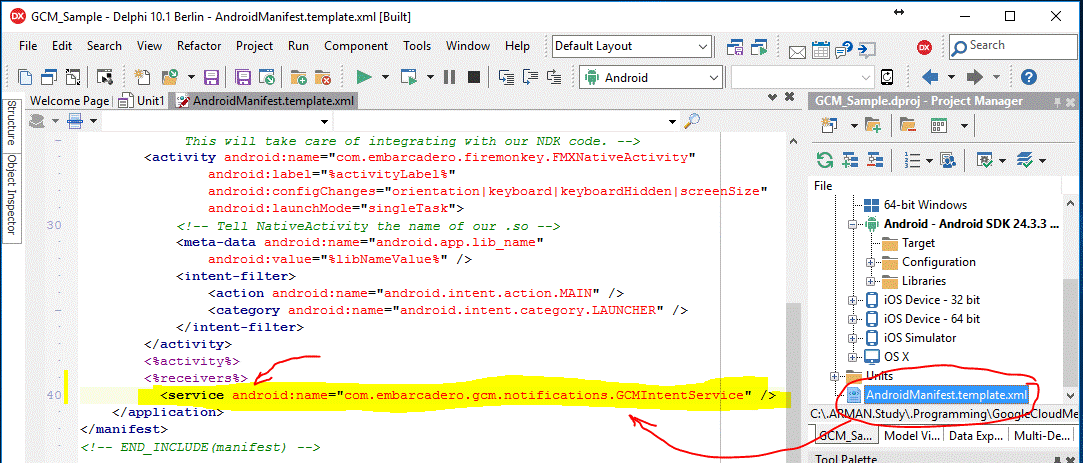 GCM_Sample - Delphi 10.1 Berlin - AndroidManifest.template.xml [Built]
File Edit Search View Refactor Project Run Component Tools Window Help Default Layout Search
Android
Welcome Page Unit1 AndroidManifest.template.xml
Structure
Object Inspector
This will take care of integrating with our NDK code. -->
<activity android:name="com.embarcadero.firemonkey.FMXNativeActivity"
android:label="%activityLabel%"
android:configChanges="orientation|keyboard|keyboardHidden|screenSize"
android:launchMode="singleTask">
30 <!-- Tell NativeActivity the name of our .so -->
<meta-data android:name="android.app.lib_name"
android:value="%libNameValue%" />
<intent-filter>
<action android:name="android.intent.action.MAIN" />
<category android:name="android.intent.category.LAUNCHER" />
</intent-filter>
</activity>
<%activity%>
<%receivers%>
40 <service android:name="com.embarcadero.gcm.notifications.GCMIntentService" />
</application>
</manifest>
<!-- END_INCLUDE(manifest) -->
GCM_Sample.dproj - Project Manager
File
64-bit Windows
Android - Android SDK 24.3.3 ...
Target
Configuration
Libraries
iOS Device - 32 bit
iOS Device - 64 bit
iOS Simulator
OS X
Units
AndroidManifest.template.xml
C:\.ARMAN.Study\.Programming\GoogleCloudMe
GCM_Sa... Model Vi... Data Exp... Multi-De...
Tool Palette